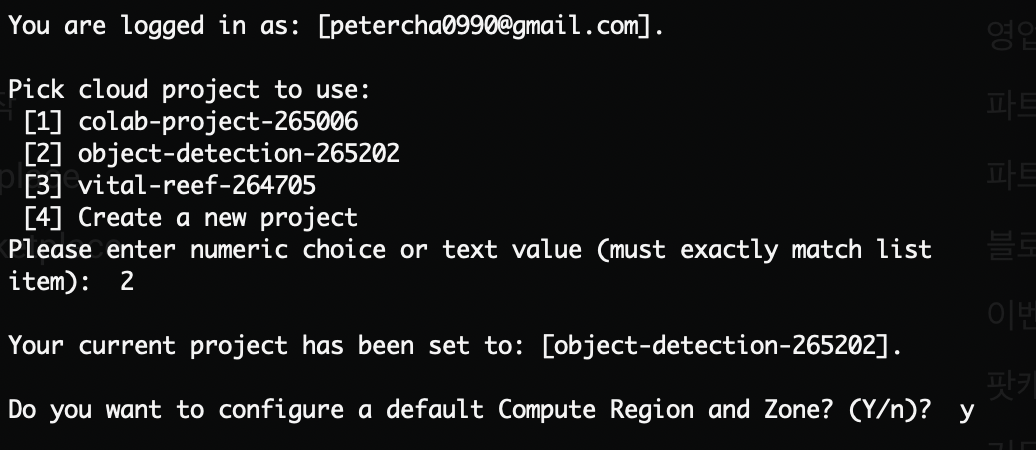 You are logged in as: [petercha0990@gmail.com].
Pick cloud project to use:
[1] colab-project-265006
[2] object-detection-265202
[3] vital-reef-264705
[4] Create a new project
Please enter numeric choice or text value (must exactly match list
item):  2
Your current project has been set to: [object-detection-265202].
Do you want to configure a default Compute Region and Zone? (Y/n)?  y